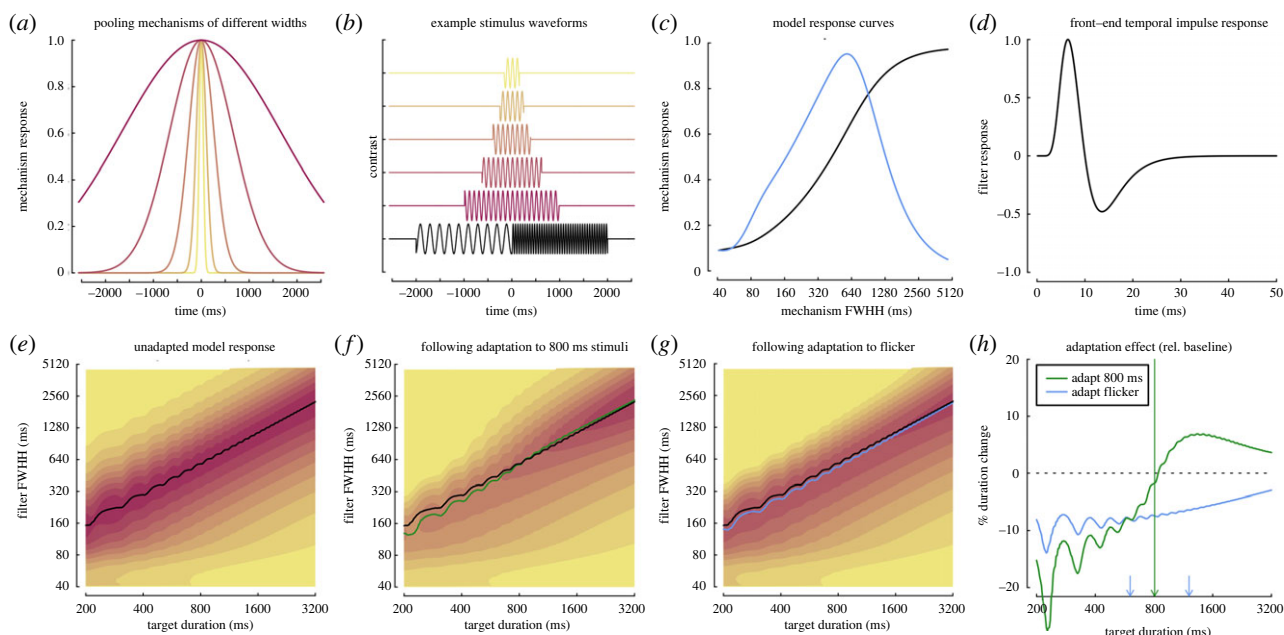 (a) pooling mechanisms of different widths
mechanism response
1.0
0.8
0.6
0.4
0.2
0
–2000 –1000 0 1000 2000
time (ms)
(b) example stimulus waveforms
contrast
–2000 –1000 0 1000 2000
time (ms)
(c) model response curves
mechanism response
1.0
0.8
0.6
0.4
0.2
0
40 80 160 320 640 1280 2560 5120
mechanism FWHH (ms)
(d) front–end temporal impulse response
filter response
1.0
0.5
0
–0.5
–1.0
0 10 20 30 40 50
time (ms)
(e) unadapted model response
filter FWHH (ms)
5120
2560
1280
640
320
160
80
40
200 400 800 1600 3200
target duration (ms)
(f) following adaptation to 800 ms stimuli
filter FWHH (ms)
5120
2560
1280
640
320
160
80
40
200 400 800 1600 3200
target duration (ms)
(g) following adaptation to flicker
filter FWHH (ms)
5120
2560
1280
640
320
160
80
40
200 400 800 1600 3200
target duration (ms)
(h) adaptation effect (rel. baseline)
% duration change
20
10
0
–10
–20
adapt 800 ms
adapt flicker
200 400 800 1600 3200
target duration (ms)